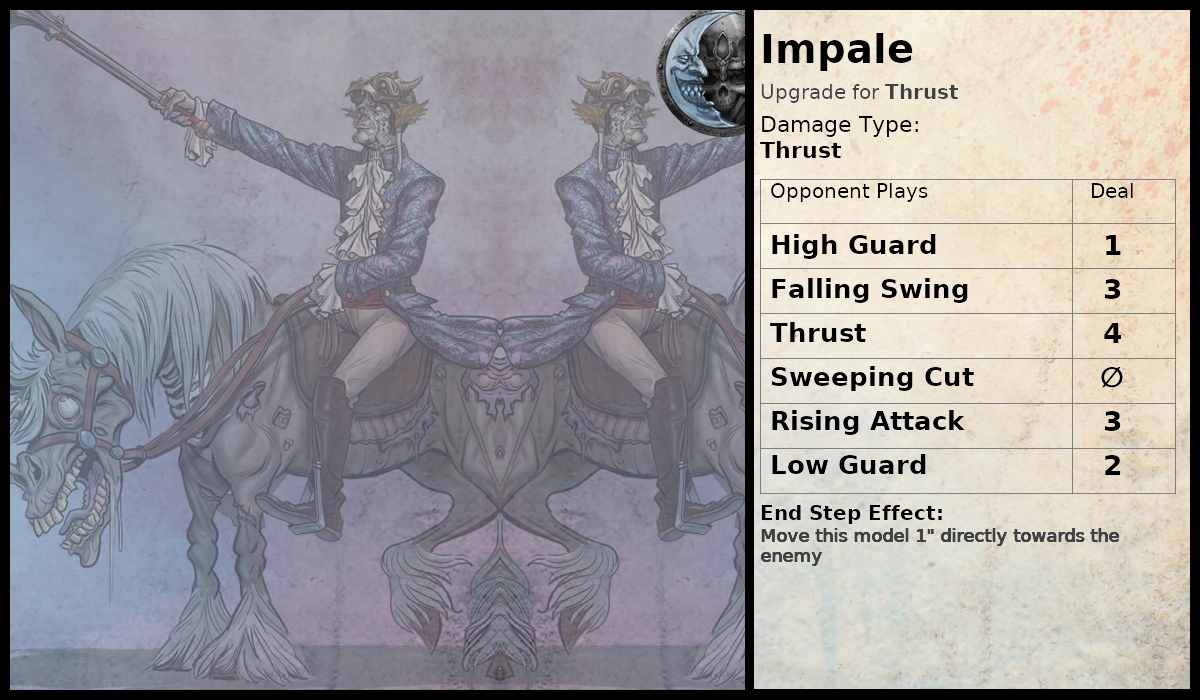 Impale
Upgrade for Thrust
Damage Type:
Thrust
Opponent Plays Deal
High Guard 1
Falling Swing 3
Thrust 4
Sweeping Cut ∅
Rising Attack 3
Low Guard 2
End Step Effect:
Move this model 1" directly towards the
enemy